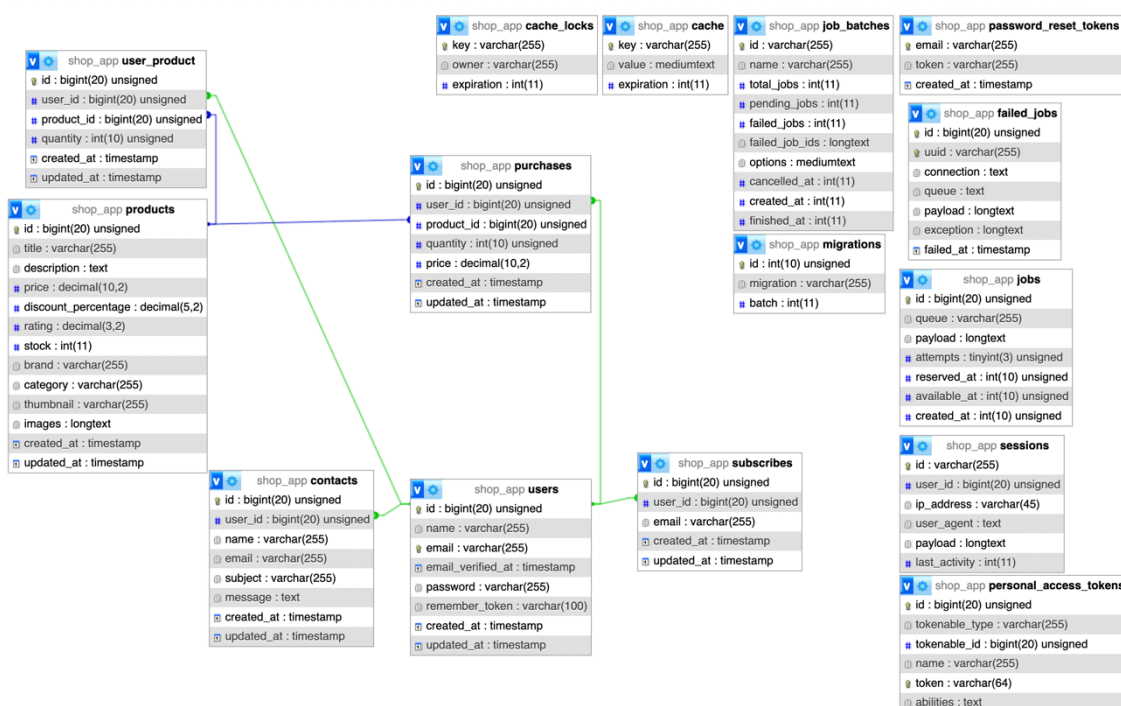 shop_app user_product
id : bigint(20) unsigned
user_id : bigint(20) unsigned
product_id : bigint(20) unsigned
quantity : int(10) unsigned
created_at : timestamp
updated_at : timestamp
shop_app products
id : bigint(20) unsigned
title : varchar(255)
description : text
price : decimal(10,2)
discount_percentage : decimal(5,2)
rating : decimal(3,2)
stock : int(11)
brand : varchar(255)
category : varchar(255)
thumbnail : varchar(255)
images : longtext
created_at : timestamp
updated_at : timestamp
shop_app contacts
id : bigint(20) unsigned
user_id : bigint(20) unsigned
name : varchar(255)
email : varchar(255)
subject : varchar(255)
message : text
created_at : timestamp
updated_at : timestamp
shop_app cache_locks
key : varchar(255)
owner : varchar(255)
expiration : int(11)
shop_app cache
key : varchar(255)
value : mediumtext
expiration : int(11)
shop_app purchases
id : bigint(20) unsigned
user_id : bigint(20) unsigned
product_id : bigint(20) unsigned
quantity : int(10) unsigned
price : decimal(10,2)
created_at : timestamp
updated_at : timestamp
shop_app users
id : bigint(20) unsigned
name : varchar(255)
email : varchar(255)
email_verified_at : timestamp
password : varchar(255)
remember_token : varchar(100)
created_at : timestamp
updated_at : timestamp
shop_app subscribes
id : bigint(20) unsigned
user_id : bigint(20) unsigned
email : varchar(255)
created_at : timestamp
updated_at : timestamp
shop_app job_batches
id : varchar(255)
name : varchar(255)
total_jobs : int(11)
pending_jobs : int(11)
failed_jobs : int(11)
failed_job_ids : longtext
options : mediumtext
cancelled_at : int(11)
created_at : int(11)
finished_at : int(11)
shop_app migrations
id : int(10) unsigned
migration : varchar(255)
batch : int(11)
shop_app password_reset_tokens
email : varchar(255)
token : varchar(255)
created_at : timestamp
shop_app failed_jobs
id : bigint(20) unsigned
uuid : varchar(255)
connection : text
queue : text
payload : longtext
exception : longtext
failed_at : timestamp
shop_app jobs
id : bigint(20) unsigned
queue : varchar(255)
payload : longtext
attempts : tinyint(3) unsigned
reserved_at : int(10) unsigned
available_at : int(10) unsigned
created_at : int(10) unsigned
shop_app sessions
id : varchar(255)
user_id : bigint(20) unsigned
ip_address : varchar(45)
user_agent : text
payload : longtext
last_activity : int(11)
shop_app personal_access_tokens
id : bigint(20) unsigned
tokenable_type : varchar(255)
tokenable_id : bigint(20) unsigned
name : varchar(255)
token : varchar(64)
abilities : text